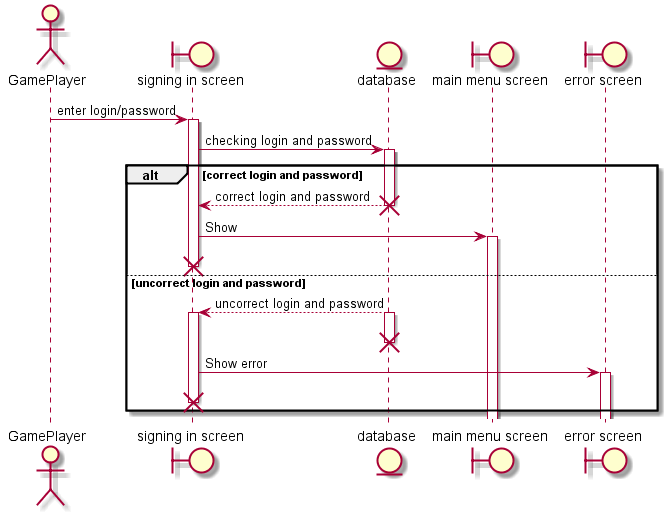 GamePlayer
signing in screen
database
main menu screen
error screen
enter login/password
checking login and password
alt
[correct login and password]
correct login and password
Show
[uncorrect login and password]
uncorrect login and password
Show error
GamePlayer
signing in screen
database
main menu screen
error screen